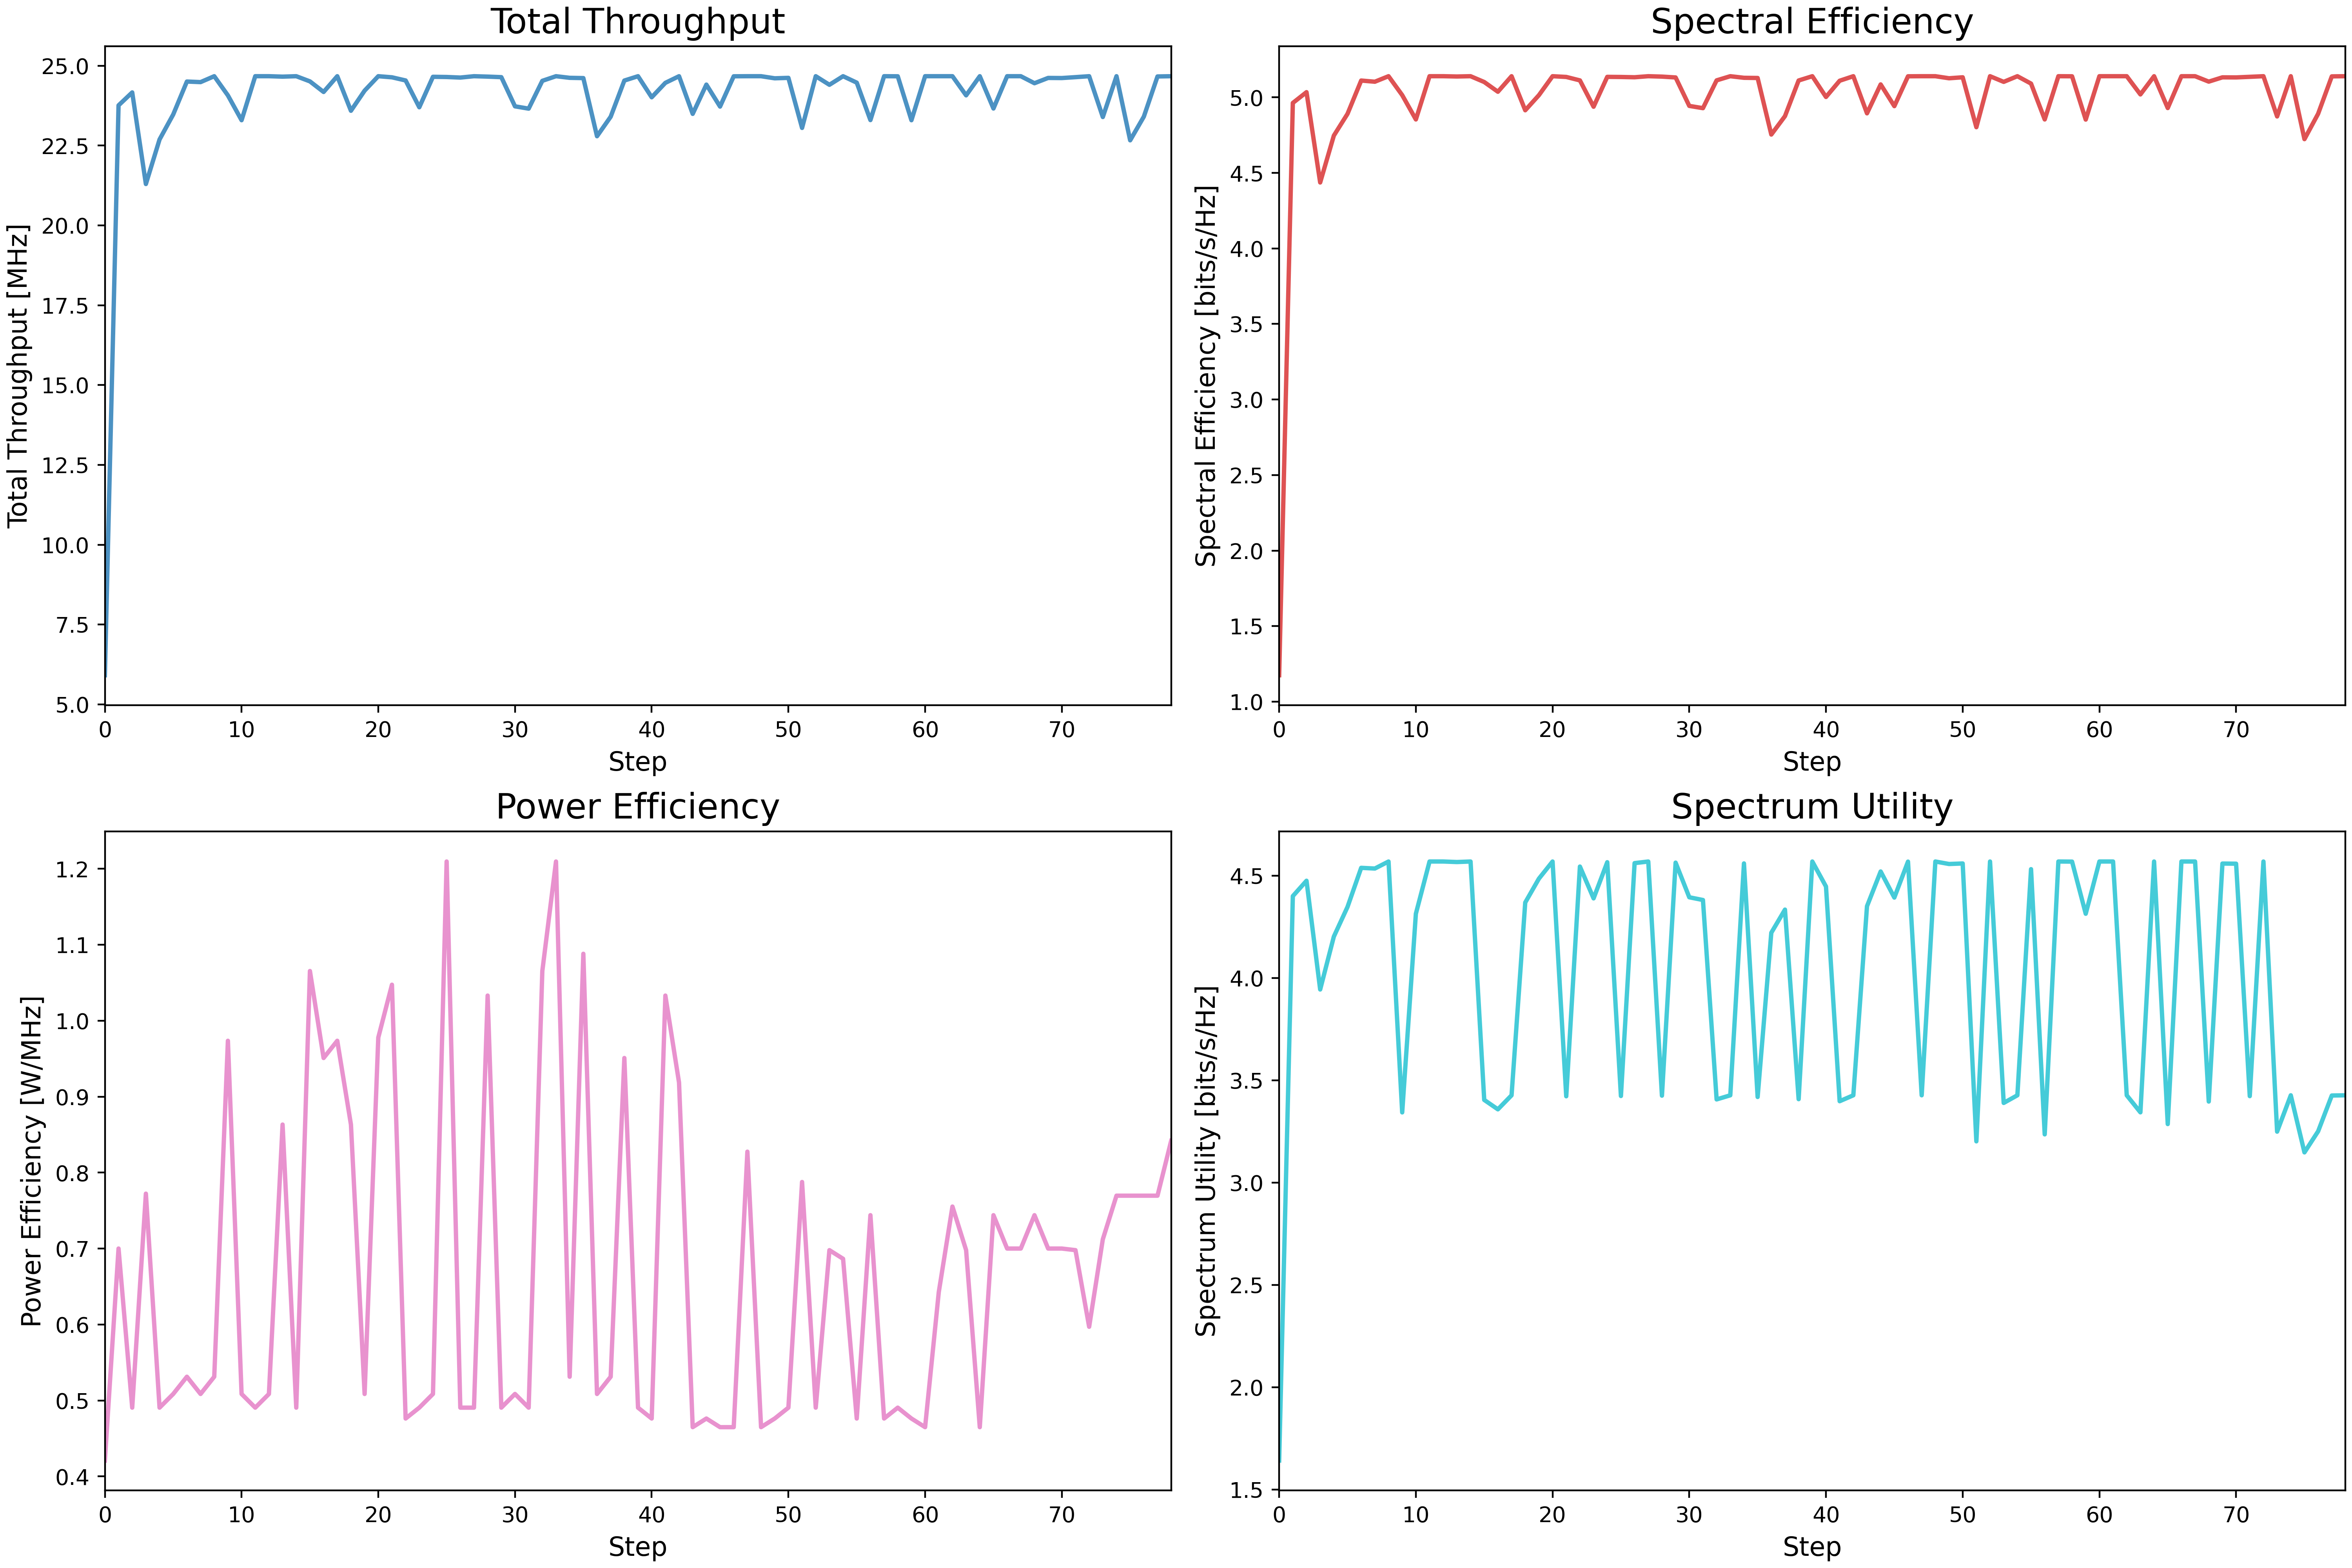 Total Throughput
Total Throughput [MHz]
25.0
22.5
20.0
17.5
15.0
12.5
10.0
7.5
5.0
0 10 20 30 40 50 60 70
Step
Spectral Efficiency
Spectral Efficiency [bits/s/Hz]
5.0
4.5
4.0
3.5
3.0
2.5
2.0
1.5
1.0
0 10 20 30 40 50 60 70
Step
Power Efficiency
Power Efficiency [W/MHz]
1.2
1.1
1.0
0.9
0.8
0.7
0.6
0.5
0.4
0 10 20 30 40 50 60 70
Step
Spectrum Utility
Spectrum Utility [bits/s/Hz]
4.5
4.0
3.5
3.0
2.5
2.0
1.5
0 10 20 30 40 50 60 70
Step